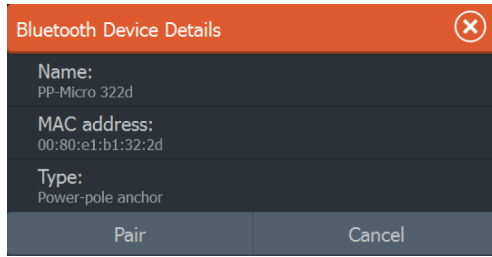 Bluetooth Device Details
Name:
PP-Micro 322d
MAC address:
00:80:e1:b1:32:2d
Type:
Power-pole anchor
Pair Cancel